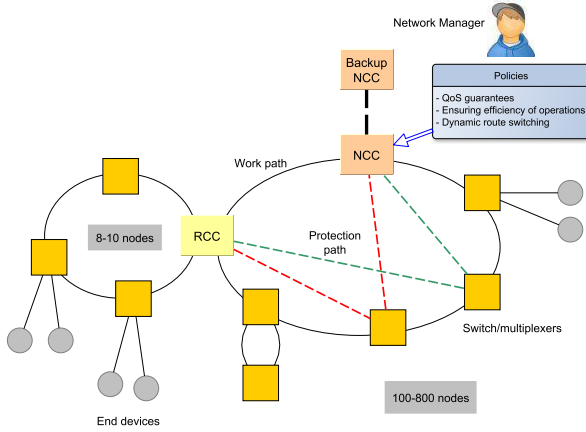 Network Manager
Backup
NCC
Policies
- QoS guarantees
- Ensuring efficiency of operations
- Dynamic route switching
NCC
Work path
8-10 nodes
RCC
Protection
path
Switch/multiplexers
100-800 nodes
End devices